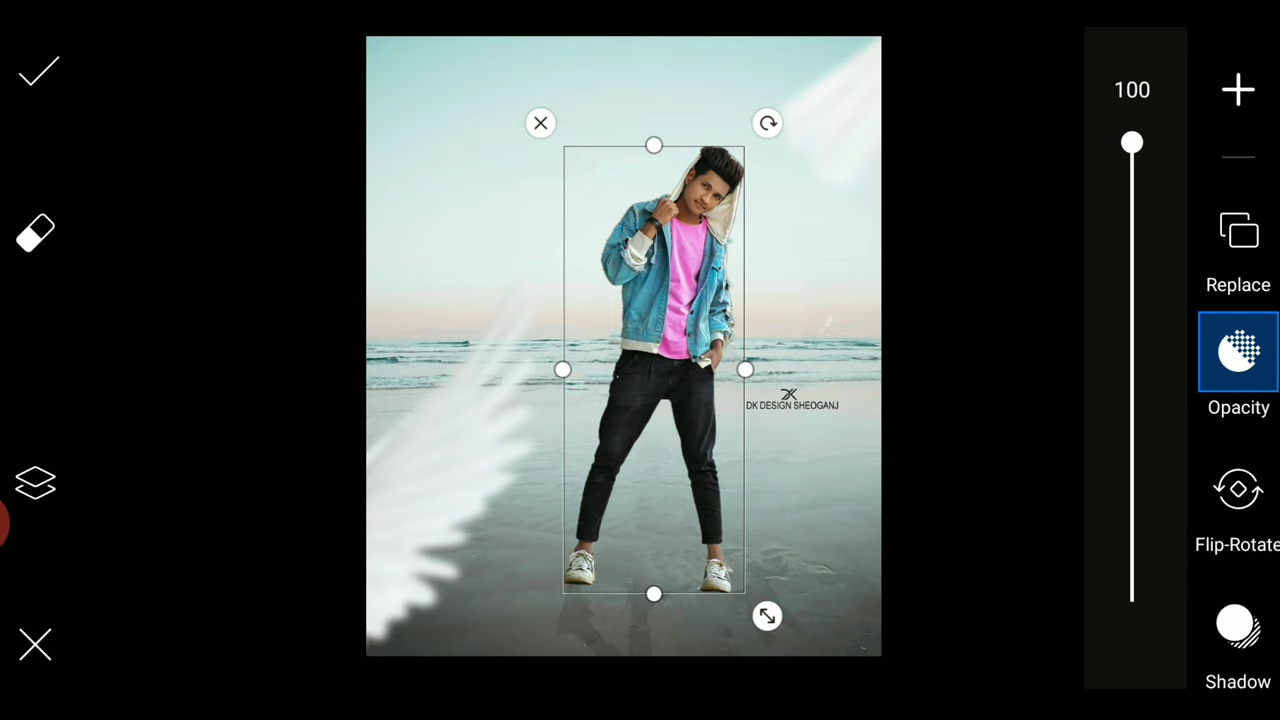 100
Replace
Opacity
DK
DK DESIGN SHEOGANJ
Flip-Rotate
Shadow